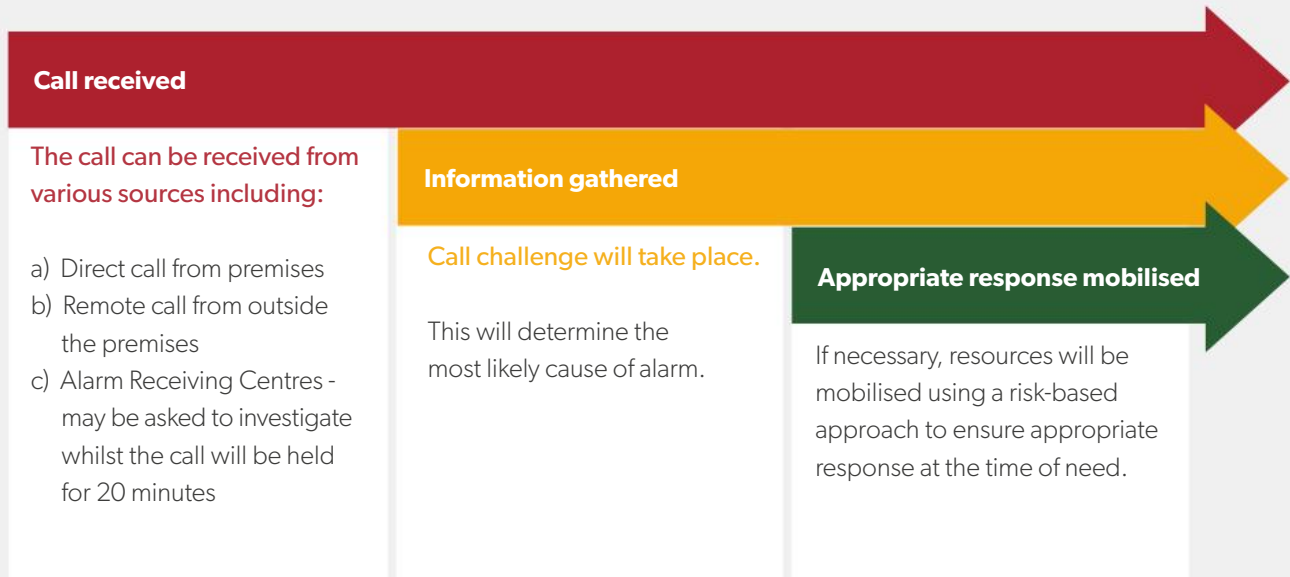 Call received
The call can be received from
various sources including:
a) Direct call from premises
b) Remote call from outside
the premises
c) Alarm Receiving Centres -
may be asked to investigate
whilst the call will be held
for 20 minutes
Information gathered
Call challenge will take place.
This will determine the
most likely cause of alarm.
Appropriate response mobilised
If necessary, resources will be
mobilised using a risk-based
approach to ensure appropriate
response at the time of need.